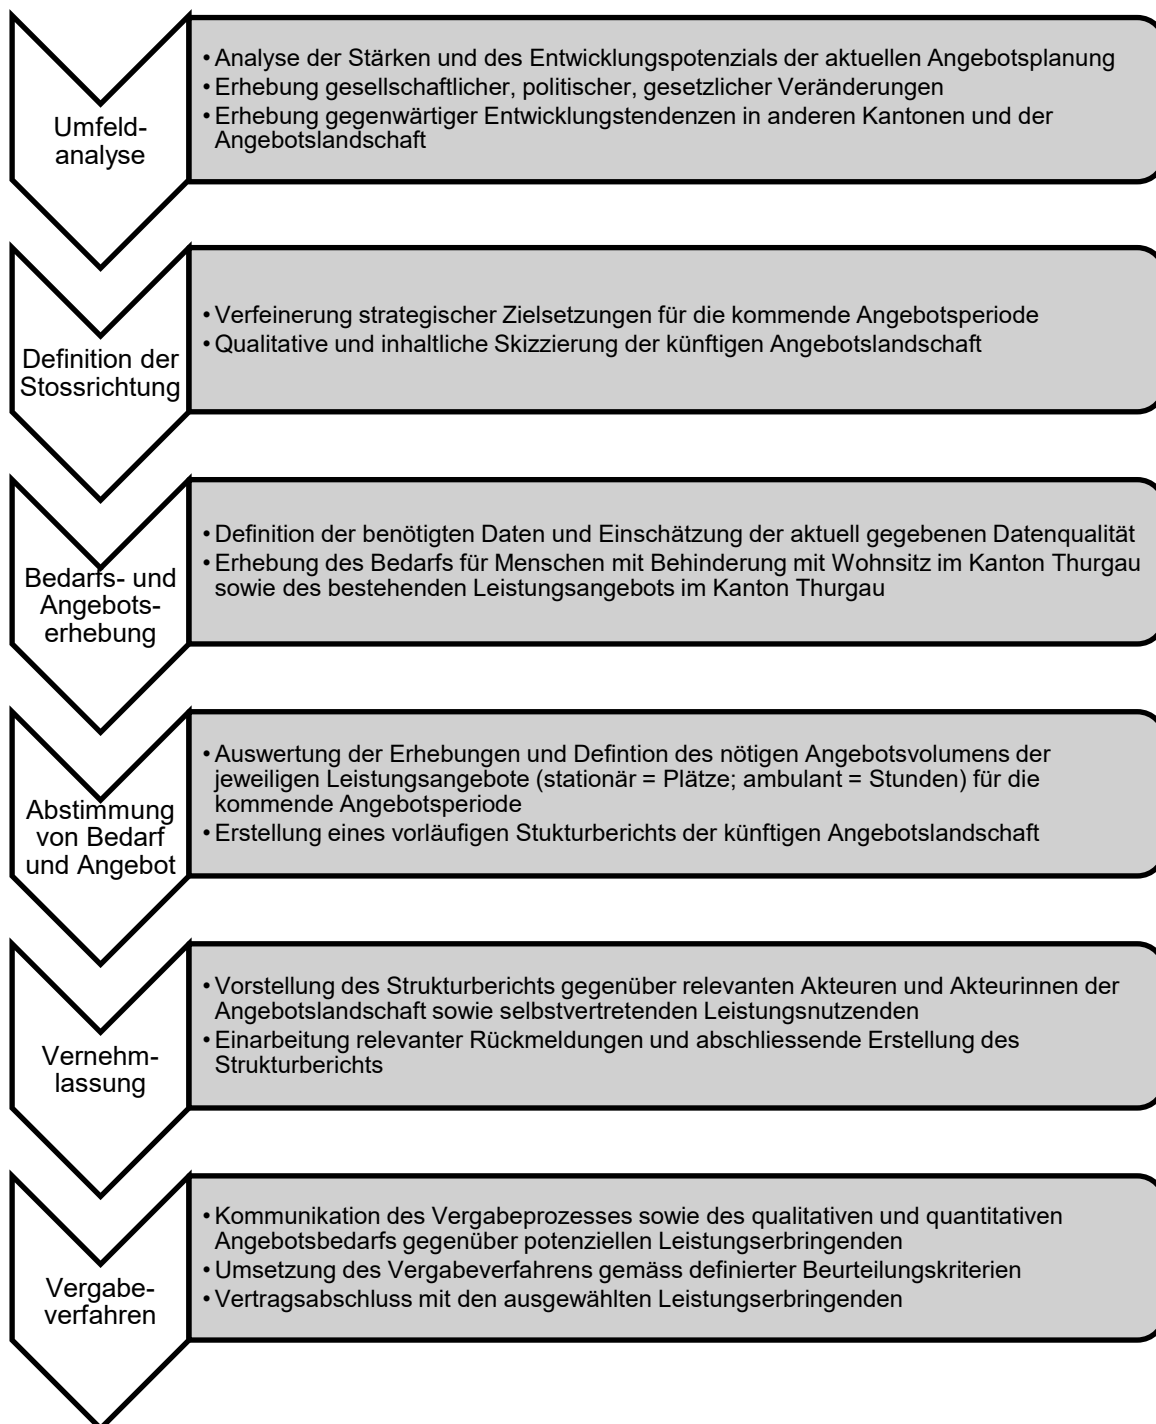 Umfeld-
analyse
• Analyse der Stärken und des Entwicklungspotenzials der aktuellen Angebotsplanung
• Erhebung gesellschaftlicher, politischer, gesetzlicher Veränderungen
• Erhebung gegenwärtiger Entwicklungstendenzen in anderen Kantonen und der
Angebotslandschaft
Definition der
Stossrichtung
• Verfeinerung strategischer Zielsetzungen für die kommende Angebotsperiode
• Qualitative und inhaltliche Skizzierung der künftigen Angebotslandschaft
Bedarfs- und
Angebots-
erhebung
• Definition der benötigten Daten und Einschätzung der aktuell gegebenen Datenqualität
• Erhebung des Bedarfs für Menschen mit Behinderung mit Wohnsitz im Kanton Thurgau
sowie des bestehenden Leistungsangebots im Kanton Thurgau
Abstimmung
von Bedarf
und Angebot
• Auswertung der Erhebungen und Defintion des nötigen Angebotsvolumens der
jeweiligen Leistungsangebote (stationär = Plätze; ambulant = Stunden) für die
kommende Angebotsperiode
• Erstellung eines vorläufigen Stukturberichts der künftigen Angebotslandschaft
Vernehm-
lassung
• Vorstellung des Strukturberichts gegenüber relevanten Akteuren und Akteurinnen der
Angebotslandschaft sowie selbstvertretenden Leistungsnutzenden
• Einarbeitung relevanter Rückmeldungen und abschliessende Erstellung des
Strukturberichts
Vergabe-
verfahren
• Kommunikation des Vergabeprozesses sowie des qualitativen und quantitativen
Angebotsbedarfs gegenüber potenziellen Leistungserbringenden
• Umsetzung des Vergabeverfahrens gemäss definierter Beurteilungskriterien
• Vertragsabschluss mit den ausgewählten Leistungserbringenden